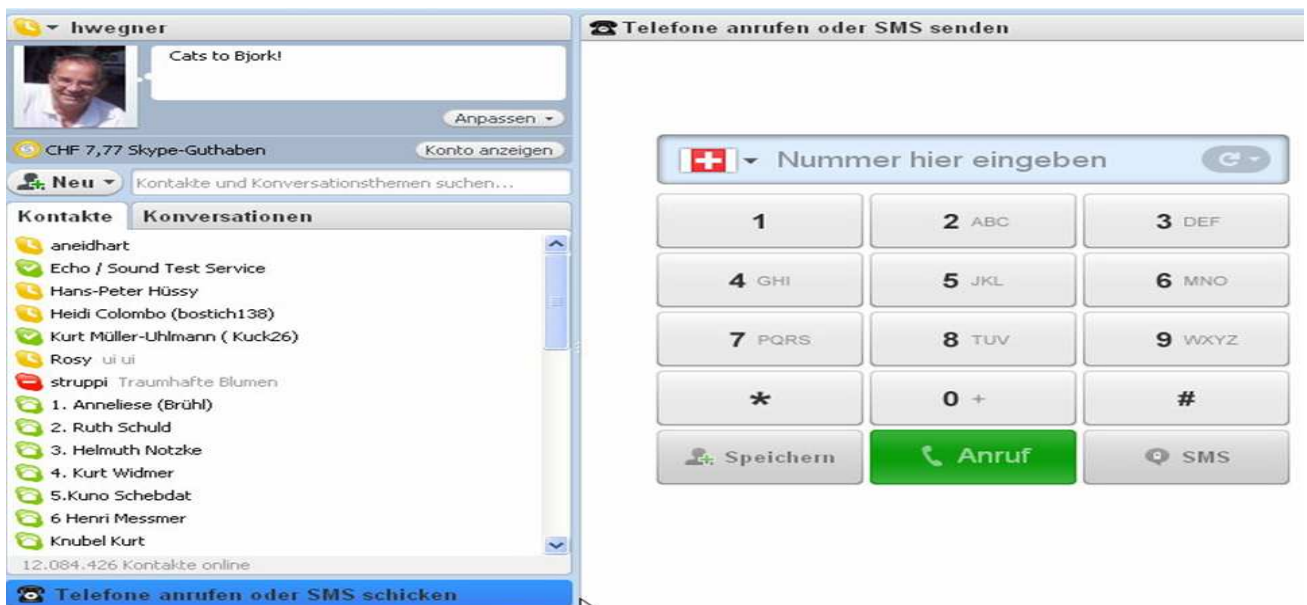 hwegner
Cats to Bjork!
Anpassen
CHF 7,77 Skype-Guthaben
Konto anzeigen
Neu
Kontakte und Konversationsthemen suchen...
Kontakte
Konversationen
aneidhart
Echo / Sound Test Service
Hans-Peter Hüssy
Heidi Colombo (bostich138)
Kurt Müller-Uhlmann ( Kuck26)
Rosy ui ui
struppi Traumhafte Blumen
1. Anneliese (Brühl)
2. Ruth Schuld
3. Helmuth Notzke
4. Kurt Widmer
5.Kuno Schebdat
6 Henri Messmer
Knubel Kurt
12.084.426 Kontakte online
Telefone anrufen oder SMS schicken
Telefone anrufen oder SMS senden
Nummer hier eingeben
1
2 ABC
3 DEF
4 GHI
5 JKL
6 MNO
7 PQRS
8 TUV
9 WXYZ
*
0 +
#
Speichern
Anruf
SMS